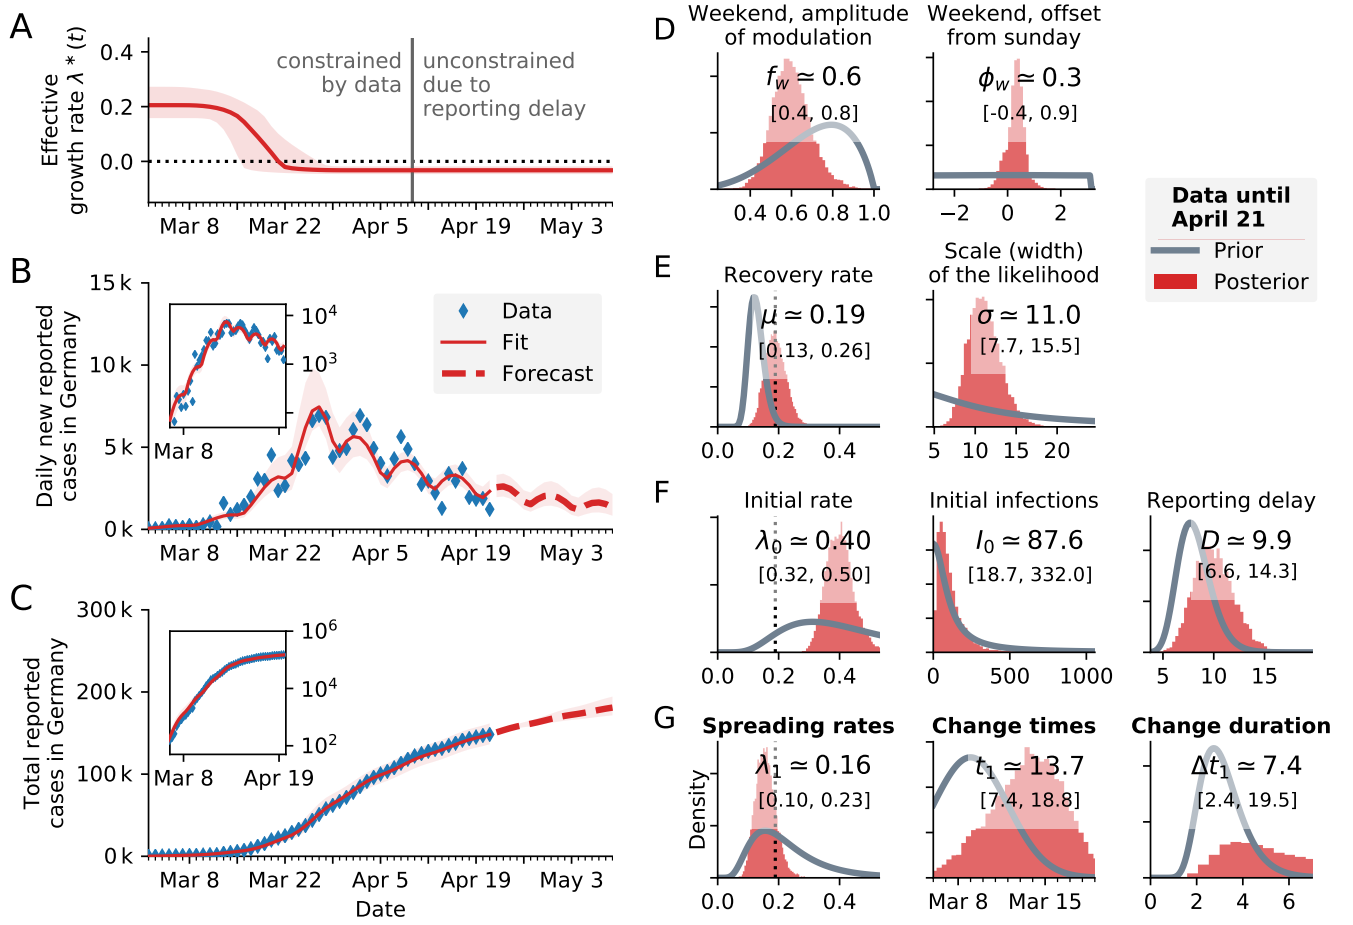 A
Effective
growth rate λ * (t)
0.4
0.2
0.0
constrained
by data
unconstrained
due to
reporting delay
Mar 8
Mar 22
Apr 5
Apr 19
May 3
B
Daily new reported
cases in Germany
15 k
10 k
5 k
0 k
10⁴
10³
Mar 8
Data
Fit
Forecast
Mar 8
Mar 22
Apr 5
Apr 19
May 3
C
Total reported
cases in Germany
300 k
200 k
100 k
0 k
10⁶
10⁴
10²
Mar 8
Apr 19
Mar 8
Mar 22
Apr 5
Apr 19
May 3
Date
D
Weekend, amplitude
of modulation
f_w ≃ 0.6
[0.4, 0.8]
0.4
0.6
0.8
1.0
Weekend, offset
from sunday
ϕ_w ≃ 0.3
[-0.4, 0.9]
−2
0
2
Data until
April 21
Prior
Posterior
E
Recovery rate
μ ≃ 0.19
[0.13, 0.26]
0.0
0.2
0.4
Scale (width)
of the likelihood
σ ≃ 11.0
[7.7, 15.5]
5
10
15
20
F
Initial rate
λ₀ ≃ 0.40
[0.32, 0.50]
0.0
0.2
0.4
Initial infections
I₀ ≃ 87.6
[18.7, 332.0]
0
500
1000
Reporting delay
D ≃ 9.9
[6.6, 14.3]
5
10
15
G
Density
Spreading rates
λ₁ ≃ 0.16
[0.10, 0.23]
0.0
0.2
0.4
Change times
t₁ ≃ 13.7
[7.4, 18.8]
Mar 8
Mar 15
Change duration
Δt₁ ≃ 7.4
[2.4, 19.5]
0
2
4
6